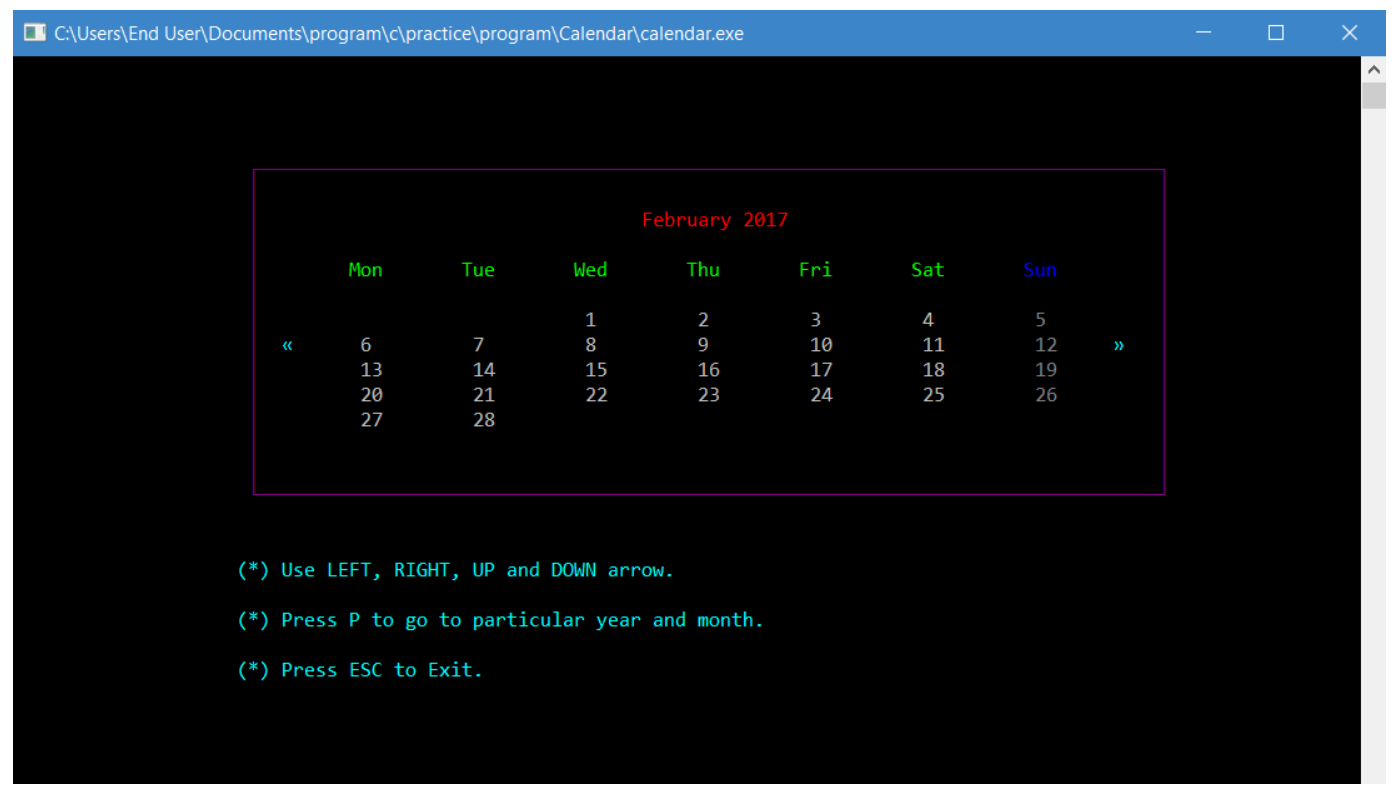 C:\Users\End User\Documents\program\c\practice\program\Calendar\calendar.exe
February 2017
Mon Tue Wed Thu Fri Sat Sun
1 2 3 4 5
« 6 7 8 9 10 11 12 »
13 14 15 16 17 18 19
20 21 22 23 24 25 26
27 28
(*) Use LEFT, RIGHT, UP and DOWN arrow.
(*) Press P to go to particular year and month.
(*) Press ESC to Exit.